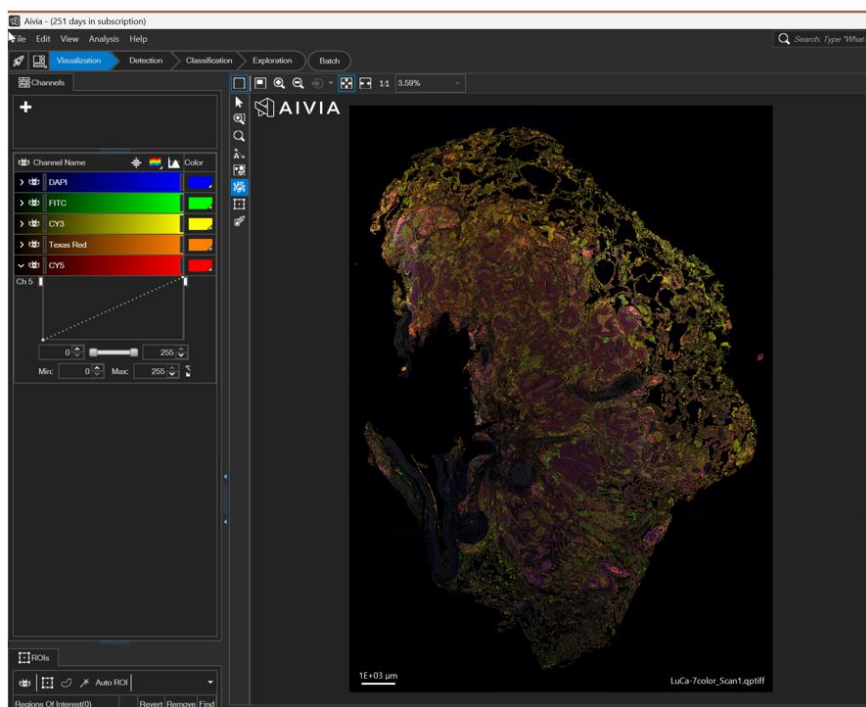 Aivia - (251 days in subscription)
File Edit View Analysis Help
Search. Type "What
Visualization Detection Classification Exploration Batch
Channels
1:1 3.59%
AIVIA
Channel Name Color
DAPI
FITC
CY3
Texas Red
CY5
Ch 5
0 255
Min: 0 Max: 255
ROIs
Auto ROI
Regions Of Interest(0) Revert Remove Find
1E+03 µm
LuCa-7color_Scan1.qptiff